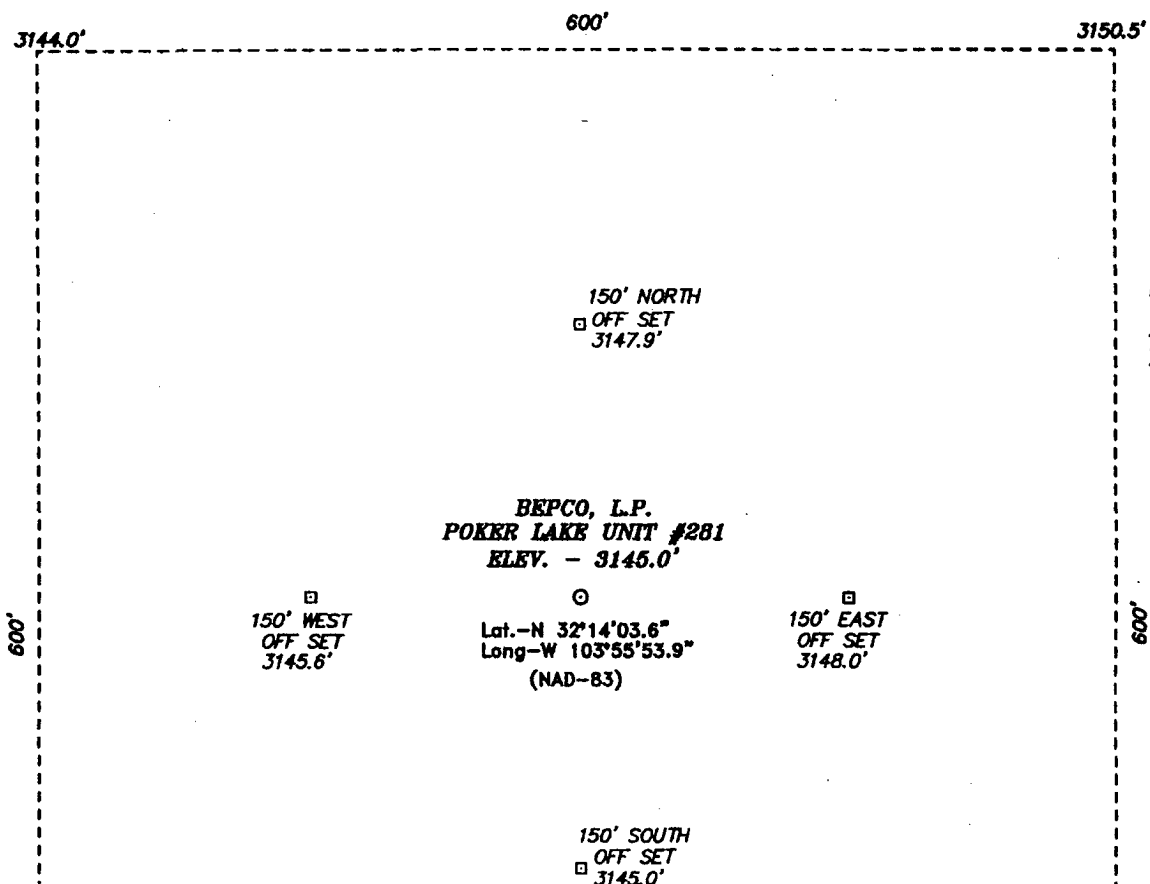 600'
3144.0'
3150.5'
150' NORTH
OFF SET
3147.9'
BEPCO, L.P.
POKER LAKE UNIT #281
ELEV. - 3145.0'
600'
150' WEST
OFF SET
3145.6'
Lat.-N 32°14'03.6"
Long-W 103°55'53.9"
(NAD-83)
150' EAST
OFF SET
3148.0'
600'
150' SOUTH
OFF SET
3145.0'